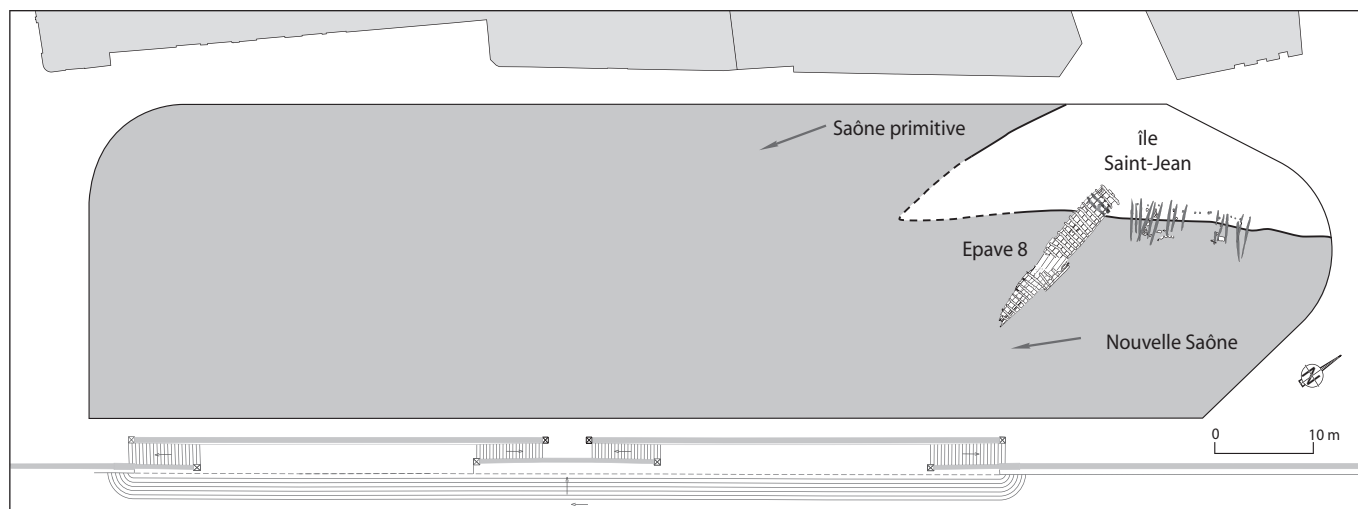 Saône primitive
île
Saint-Jean
Epave 8
Nouvelle Saône
N
0 10 m